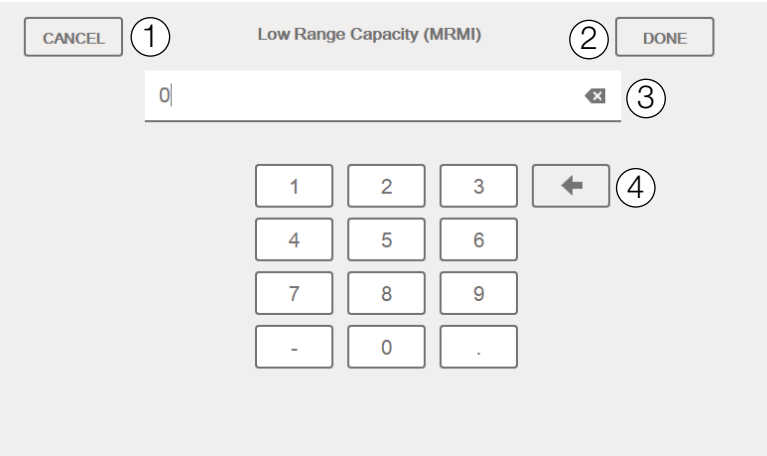 CANCEL 1 Low Range Capacity (MRMI) 2 DONE
0 3
1 2 3 4
4 5 6
7 8 9
- 0 .